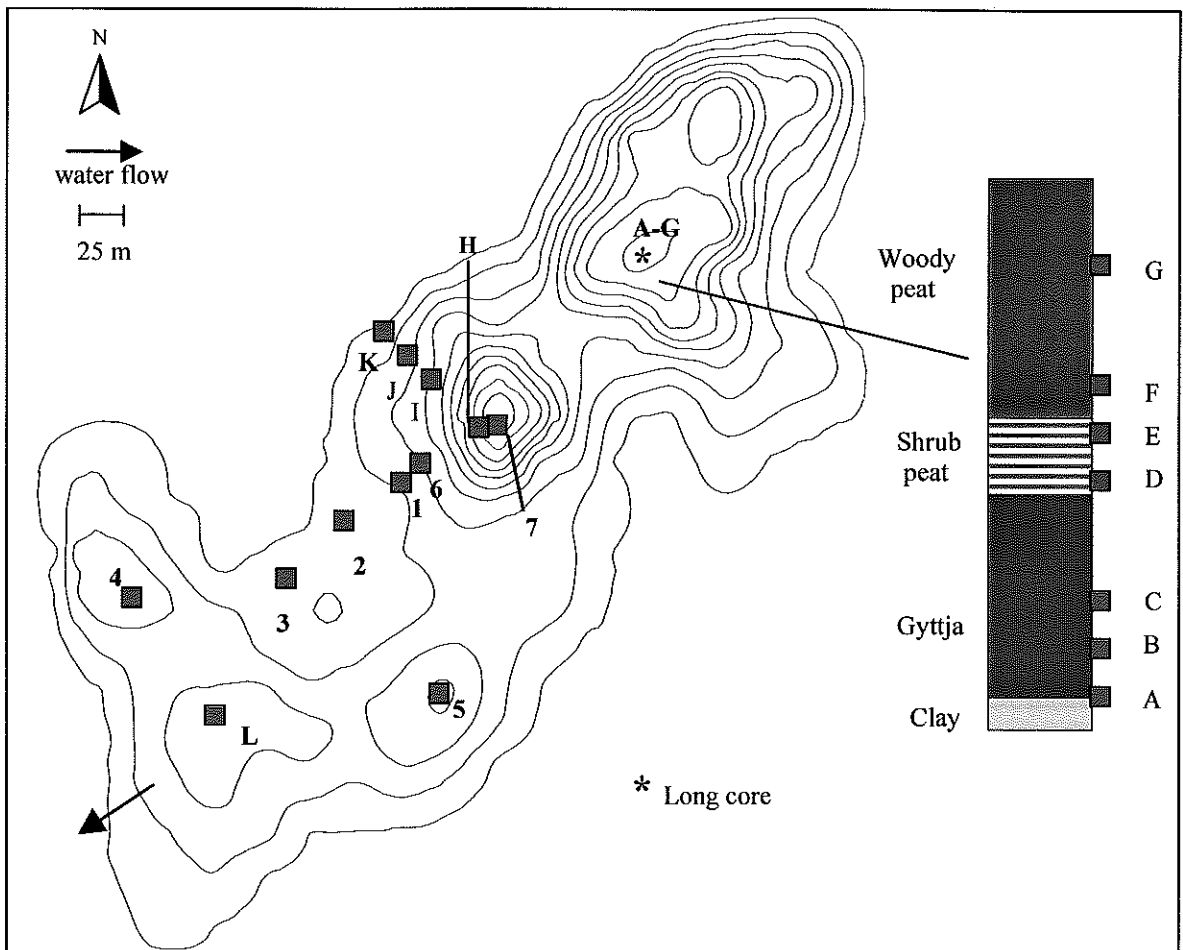 N
water flow
25 m
H
A-G
*
K
J
I
6
1
7
2
4
3
5
L
* Long core
Woody
peat
G
F
Shrub
peat
E
D
C
Gyttja
B
A
Clay